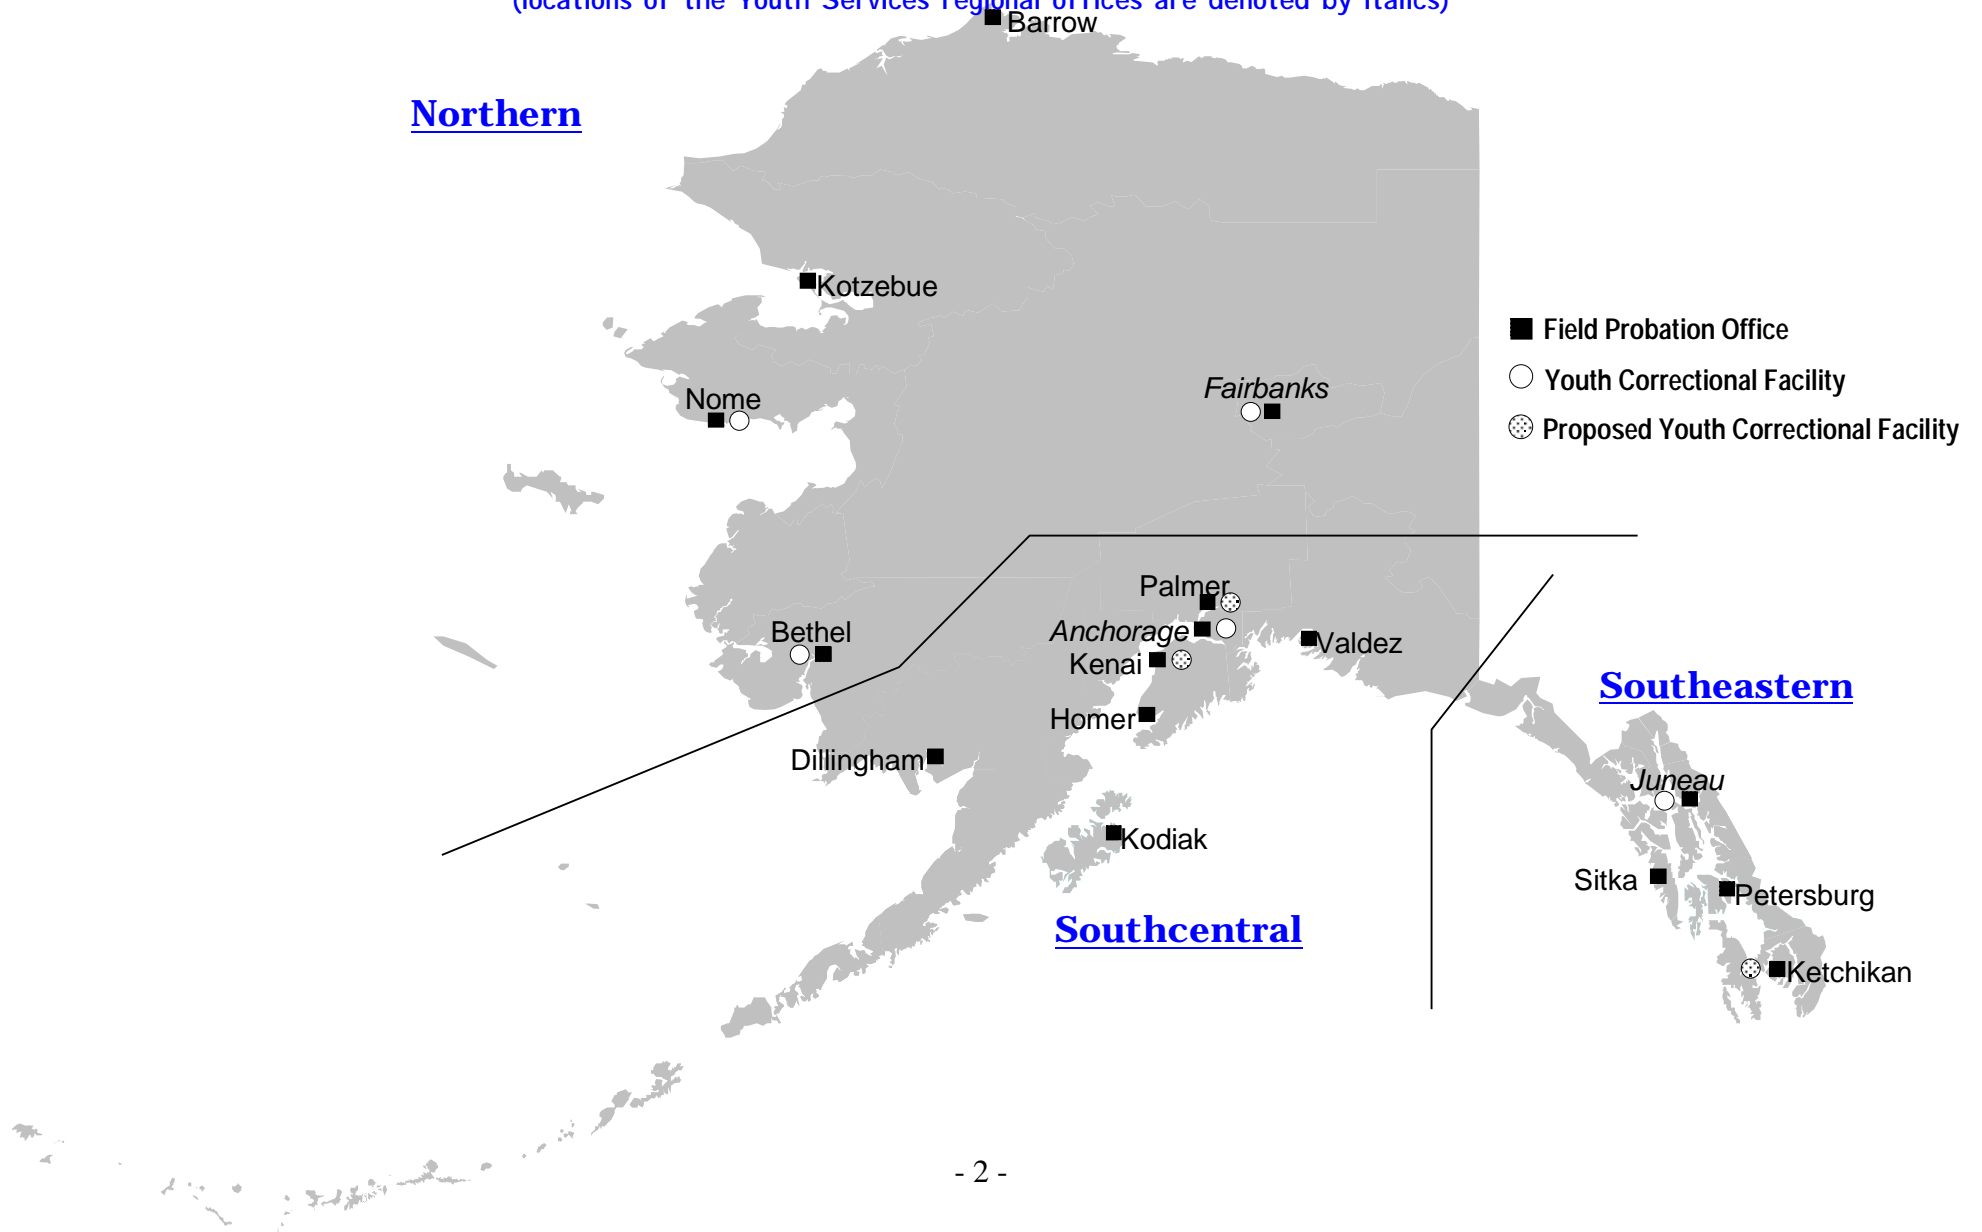 (locations of the Youth Services regional offices are denoted by italics)
Barrow
Northern
Kotzebue
Field Probation Office
Youth Correctional Facility
Proposed Youth Correctional Facility
Fairbanks
Nome
Palmer
Bethel
Anchorage
Valdez
Kenai
Southeastern
Homer
Dillingham
Juneau
Kodiak
Sitka
Petersburg
Southcentral
Ketchikan
- 2 -